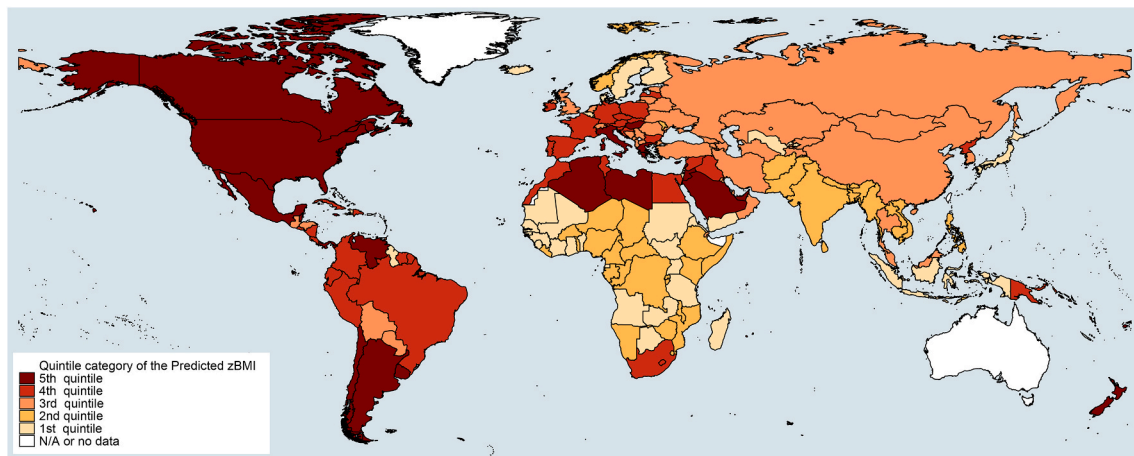 Quintile category of the Predicted zBMI
5th quintile
4th quintile
3rd quintile
2nd quintile
1st quintile
N/A or no data